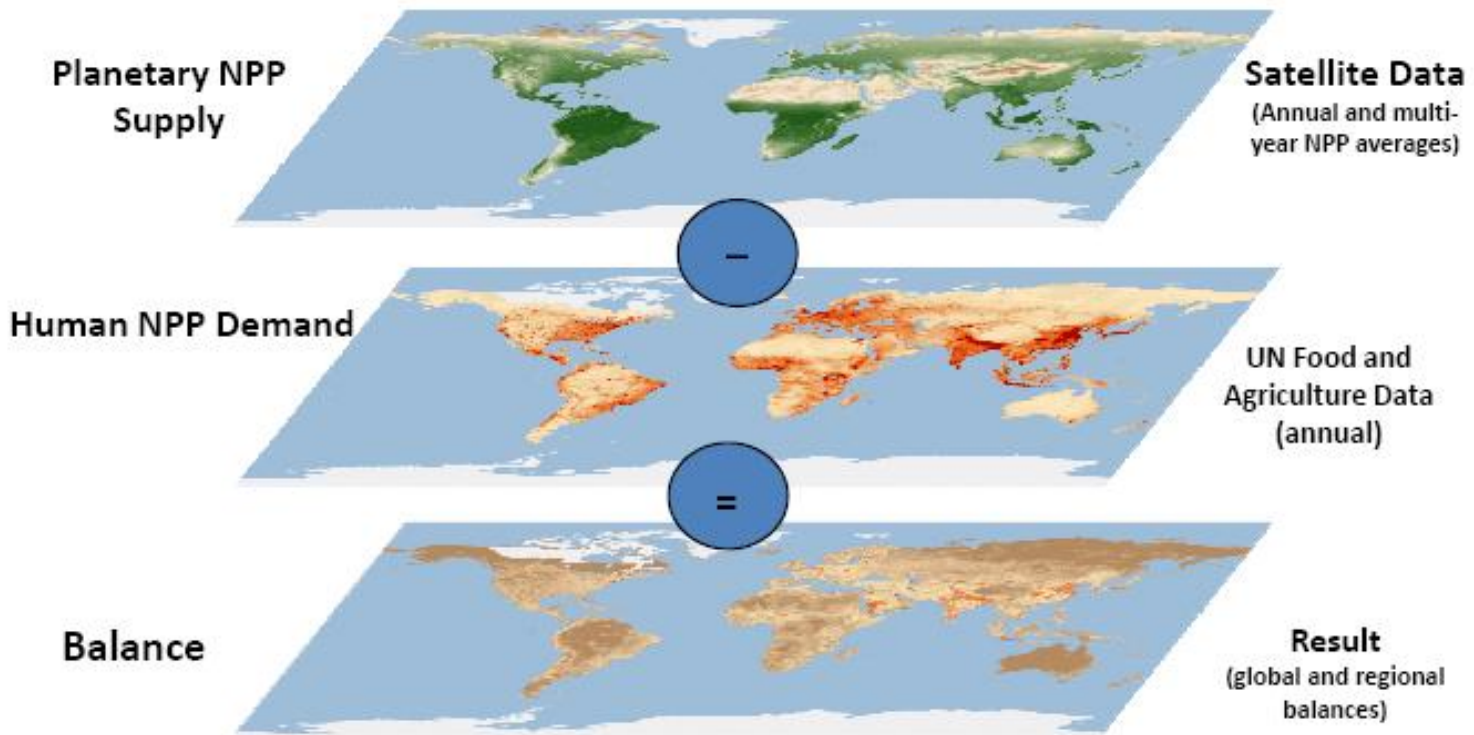 Planetary NPP
Supply
Satellite Data
(Annual and multi-
year NPP averages)
–
Human NPP Demand
UN Food and
Agriculture Data
(annual)
=
Balance
Result
(global and regional
balances)